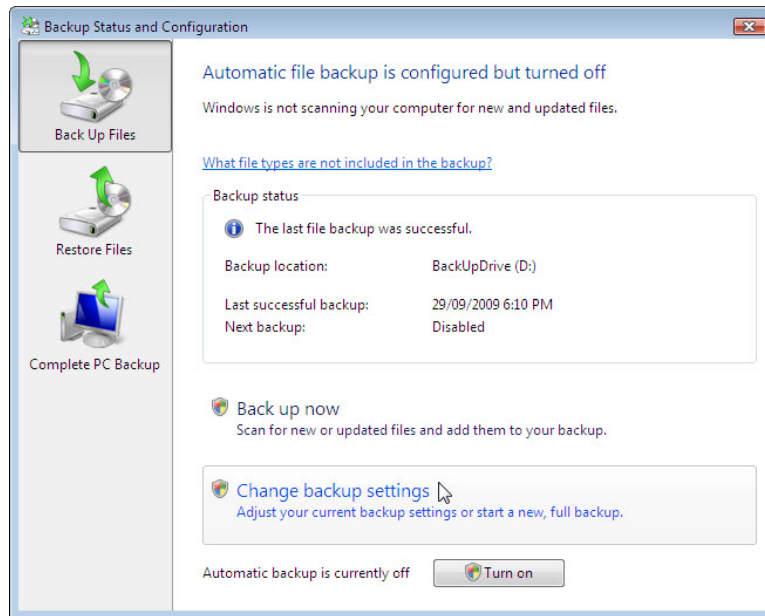 Backup Status and Configuration
Back Up Files
Restore Files
Complete PC Backup
Automatic file backup is configured but turned off
Windows is not scanning your computer for new and updated files.
What file types are not included in the backup?
Backup status
The last file backup was successful.
Backup location: BackUpDrive (D:)
Last successful backup: 29/09/2009 6:10 PM
Next backup: Disabled
Back up now
Scan for new or updated files and add them to your backup.
Change backup settings
Adjust your current backup settings or start a new, full backup.
Automatic backup is currently off Turn on